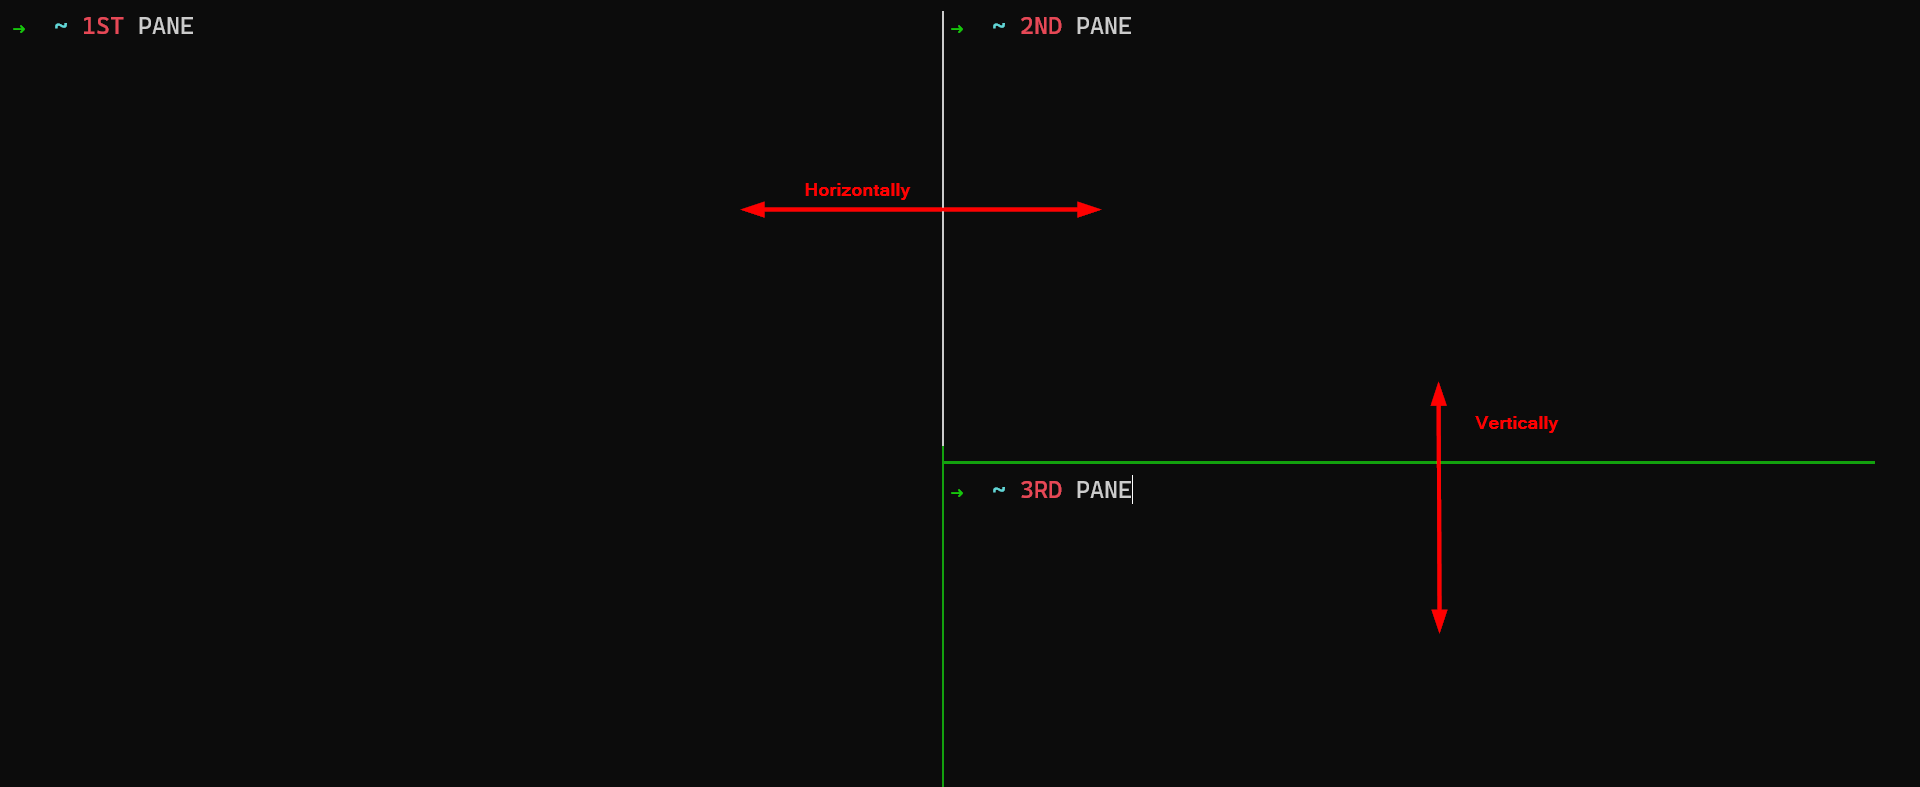 → ~ 1ST PANE
→ ~ 2ND PANE
Horizontally
Vertically
→ ~ 3RD PANE